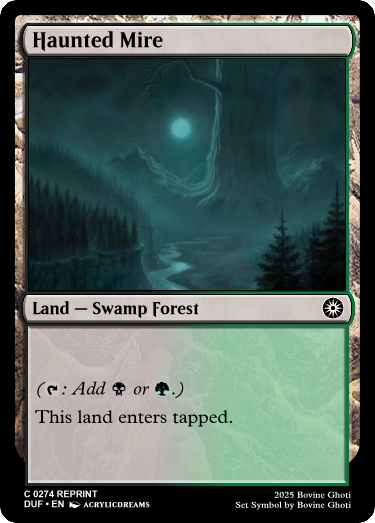 Haunted Mire
Land — Swamp Forest
(: Add or .)
This land enters tapped.
C 0274 REPRINT
DUF • EN ACRYLICDREAMS
2025 Bovine Ghoti
Set Symbol by Bovine Ghoti